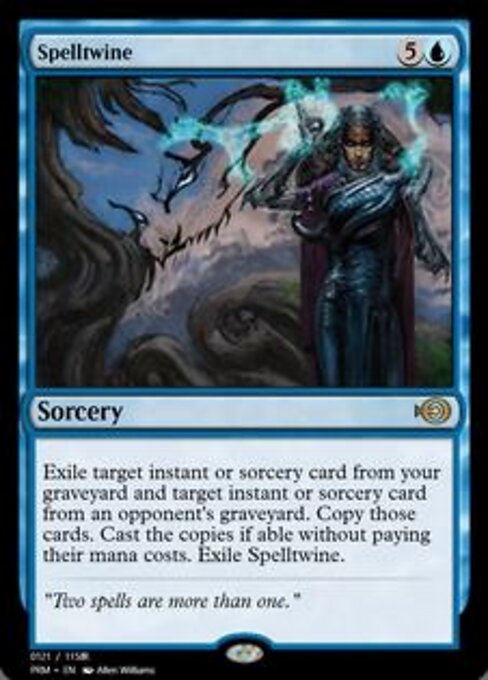 Spelltwine 5
Sorcery
Exile target instant or sorcery card from your
graveyard and target instant or sorcery card
from an opponent's graveyard. Copy those
cards. Cast the copies if able without paying
their mana costs. Exile Spelltwine.
"Two spells are more than one."
0121 / 1158R
PRM • EN Allen Williams